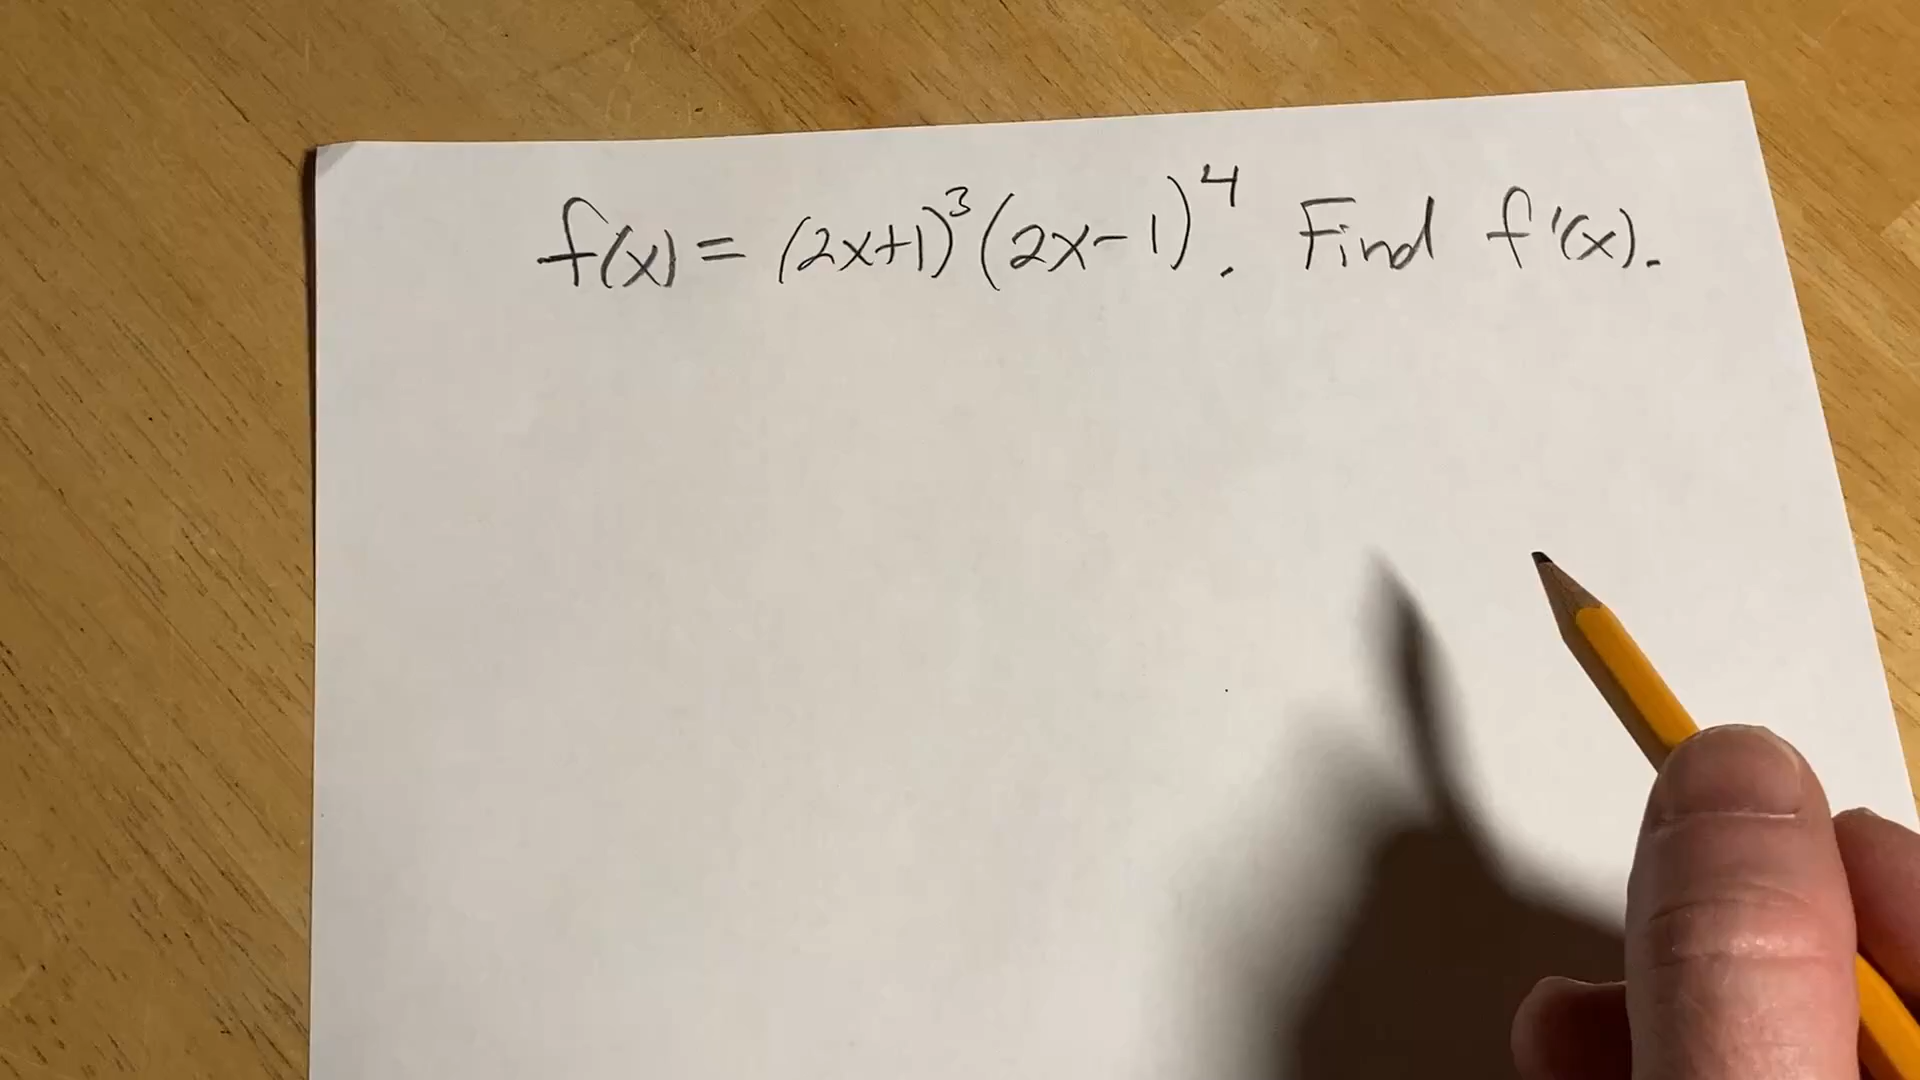 f(x) = (2x+1)³(2x-1)⁴. Find f'(x).